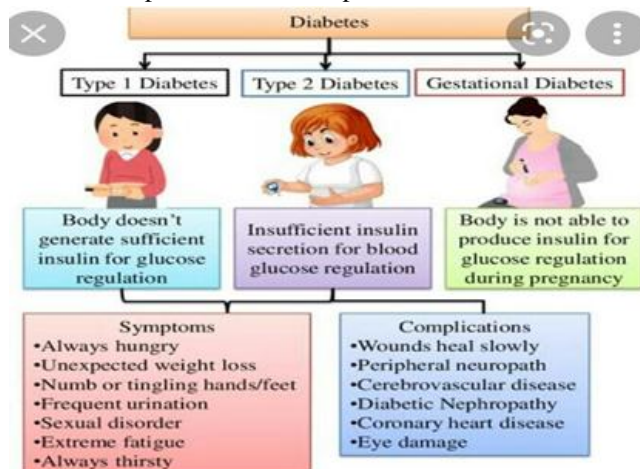 Diabetes
Type 1 Diabetes
Type 2 Diabetes
Gestational Diabetes
Body doesn't
generate sufficient
insulin for glucose
regulation
Insufficient insulin
secretion for blood
glucose regulation
Body is not able to
produce insulin for
glucose regulation
during pregnancy
Symptoms
•Always hungry
•Unexpected weight loss
•Numb or tingling hands/feet
•Frequent urination
•Sexual disorder
•Extreme fatigue
•Always thirsty
Complications
•Wounds heal slowly
•Peripheral neuropath
•Cerebrovascular disease
•Diabetic Nephropathy
•Coronary heart disease
•Eye damage